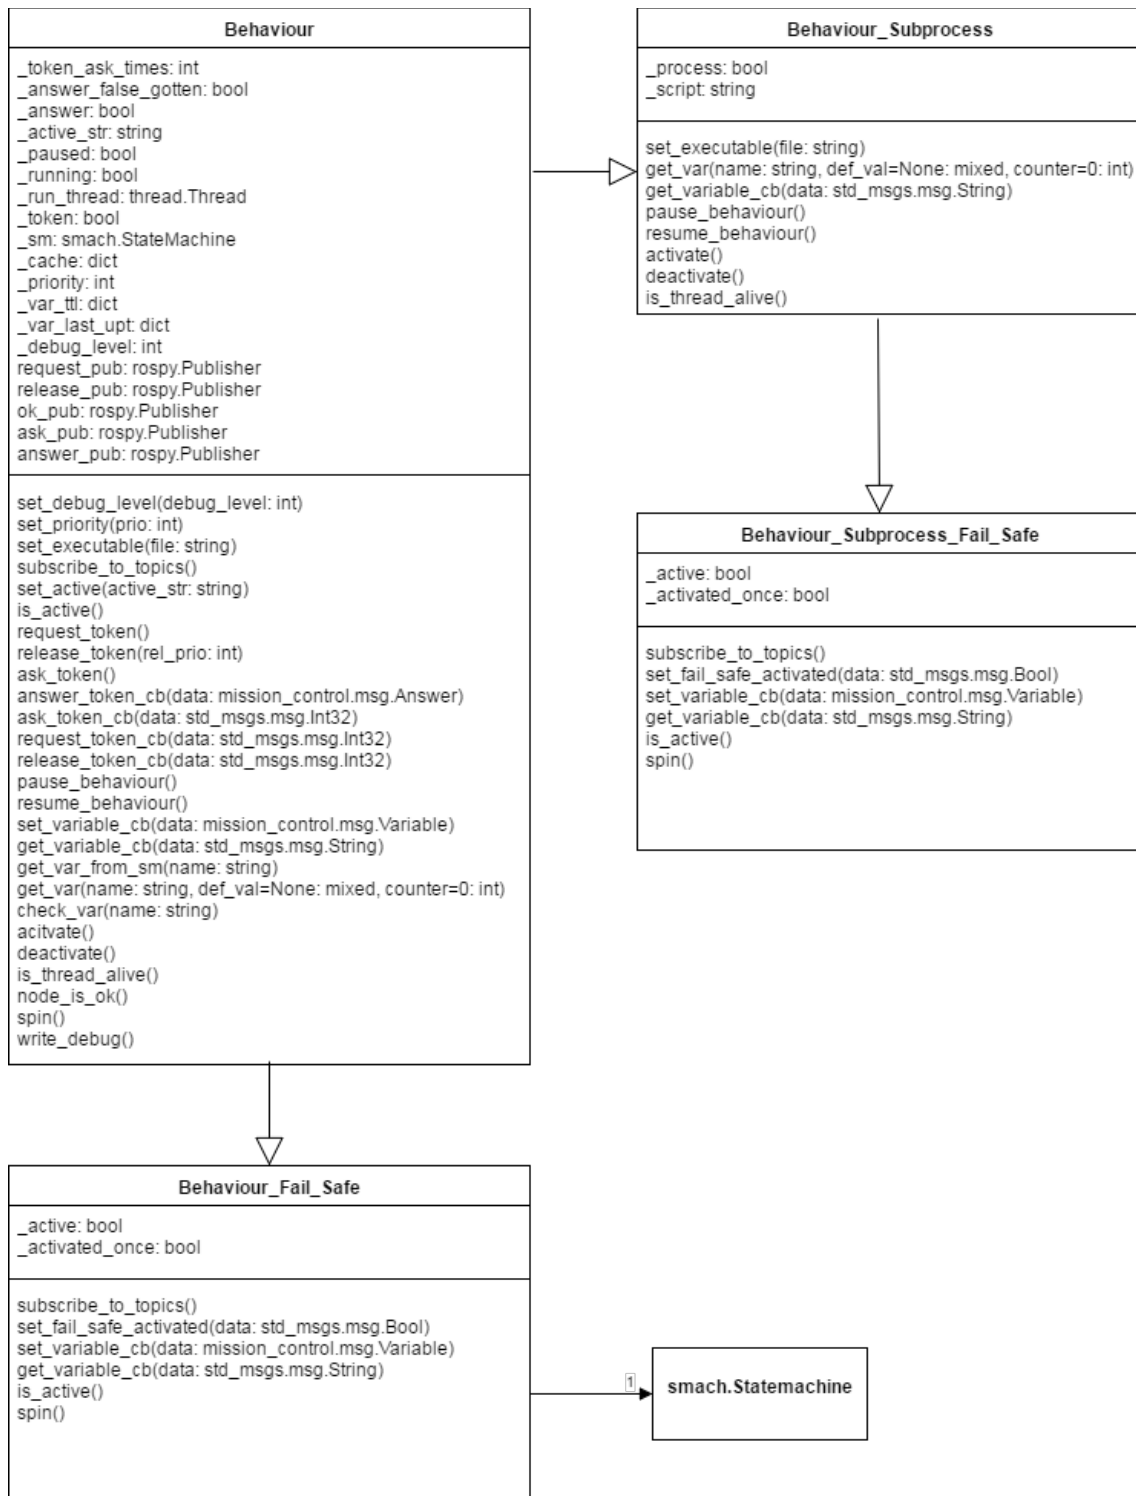 Behaviour
_token_ask_times: int
_answer_false_gotten: bool
_answer: bool
_active_str: string
_paused: bool
_running: bool
_run_thread: thread.Thread
_token: bool
_sm: smach.StateMachine
_cache: dict
_priority: int
_var_ttl: dict
_var_last_upt: dict
_debug_level: int
request_pub: rospy.Publisher
release_pub: rospy.Publisher
ok_pub: rospy.Publisher
ask_pub: rospy.Publisher
answer_pub: rospy.Publisher
set_debug_level(debug_level: int)
set_priority(prio: int)
set_executable(file: string)
subscribe_to_topics()
set_active(active_str: string)
is_active()
request_token()
release_token(rel_prio: int)
ask_token()
answer_token_cb(data: mission_control.msg.Answer)
ask_token_cb(data: std_msgs.msg.Int32)
request_token_cb(data: std_msgs.msg.Int32)
release_token_cb(data: std_msgs.msg.Int32)
pause_behaviour()
resume_behaviour()
set_variable_cb(data: mission_control.msg.Variable)
get_variable_cb(data: std_msgs.msg.String)
get_var_from_sm(name: string)
get_var(name: string, def_val=None: mixed, counter=0: int)
check_var(name: string)
acitvate()
deactivate()
is_thread_alive()
node_is_ok()
spin()
write_debug()
Behaviour_Subprocess
_process: bool
_script: string
set_executable(file: string)
get_var(name: string, def_val=None: mixed, counter=0: int)
get_variable_cb(data: std_msgs.msg.String)
pause_behaviour()
resume_behaviour()
activate()
deactivate()
is_thread_alive()
Behaviour_Subprocess_Fail_Safe
_active: bool
_activated_once: bool
subscribe_to_topics()
set_fail_safe_activated(data: std_msgs.msg.Bool)
set_variable_cb(data: mission_control.msg.Variable)
get_variable_cb(data: std_msgs.msg.String)
is_active()
spin()
Behaviour_Fail_Safe
_active: bool
_activated_once: bool
subscribe_to_topics()
set_fail_safe_activated(data: std_msgs.msg.Bool)
set_variable_cb(data: mission_control.msg.Variable)
get_variable_cb(data: std_msgs.msg.String)
is_active()
spin()
1
smach.Statemachine